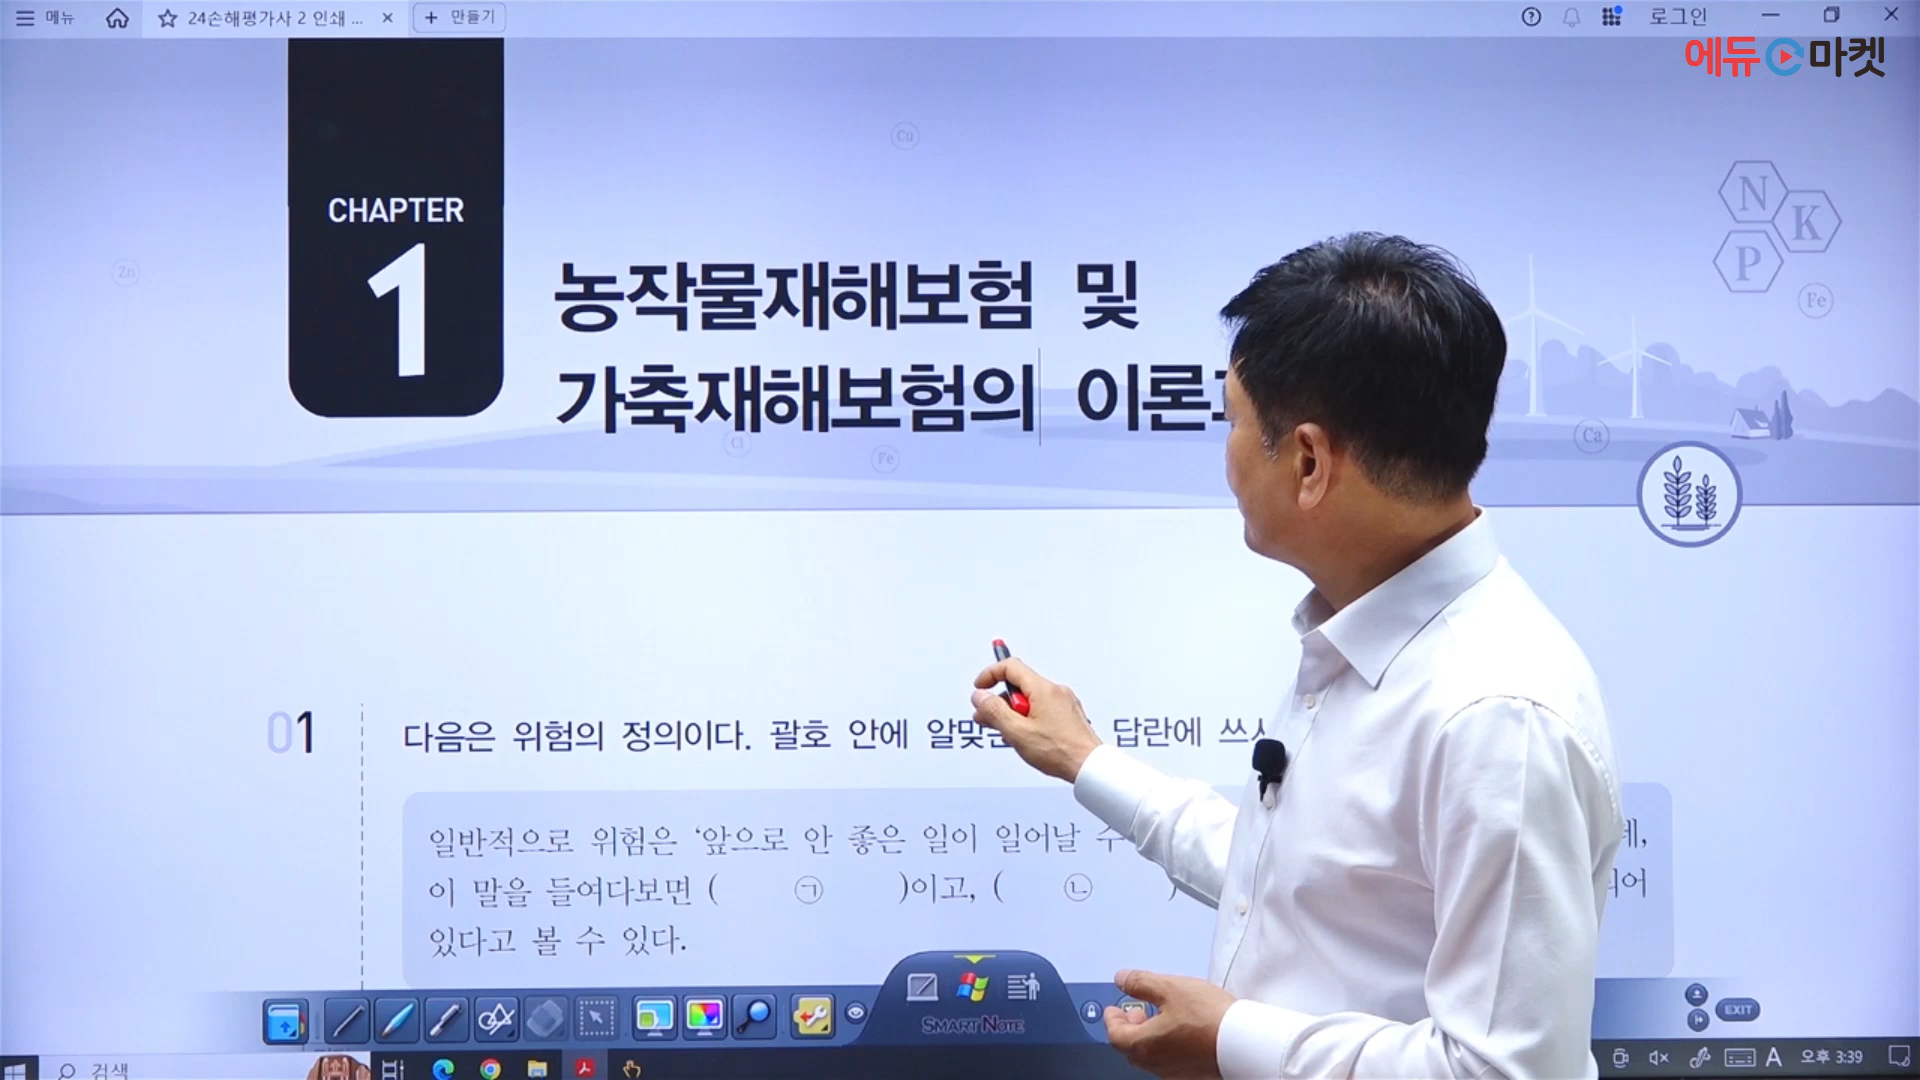 메뉴
24손해평가사 2 인쇄 ...
만들기
로그인
에듀 마켓
CHAPTER
1
농작물재해보험 및
가축재해보험의 이론
Cu
Zn
N
K
P
Fe
Ca
Cl
Fe
01 다음은 위험의 정의이다. 괄호 안에 답란에
일반적으로 위험은 ‘앞으로 안 좋은 일이 일어날 수
이 말을 들여다보면 ( ㉠ )이고, ( ㉡ )
있다고 볼 수 있다.
SMART NOTE
EXIT
검색
A
오후 3:39